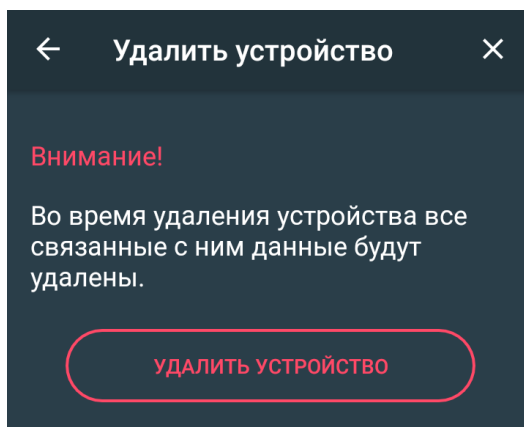 Удалить устройство
Внимание!
Во время удаления устройства все
связанные с ним данные будут
удалены.
УДАЛИТЬ УСТРОЙСТВО